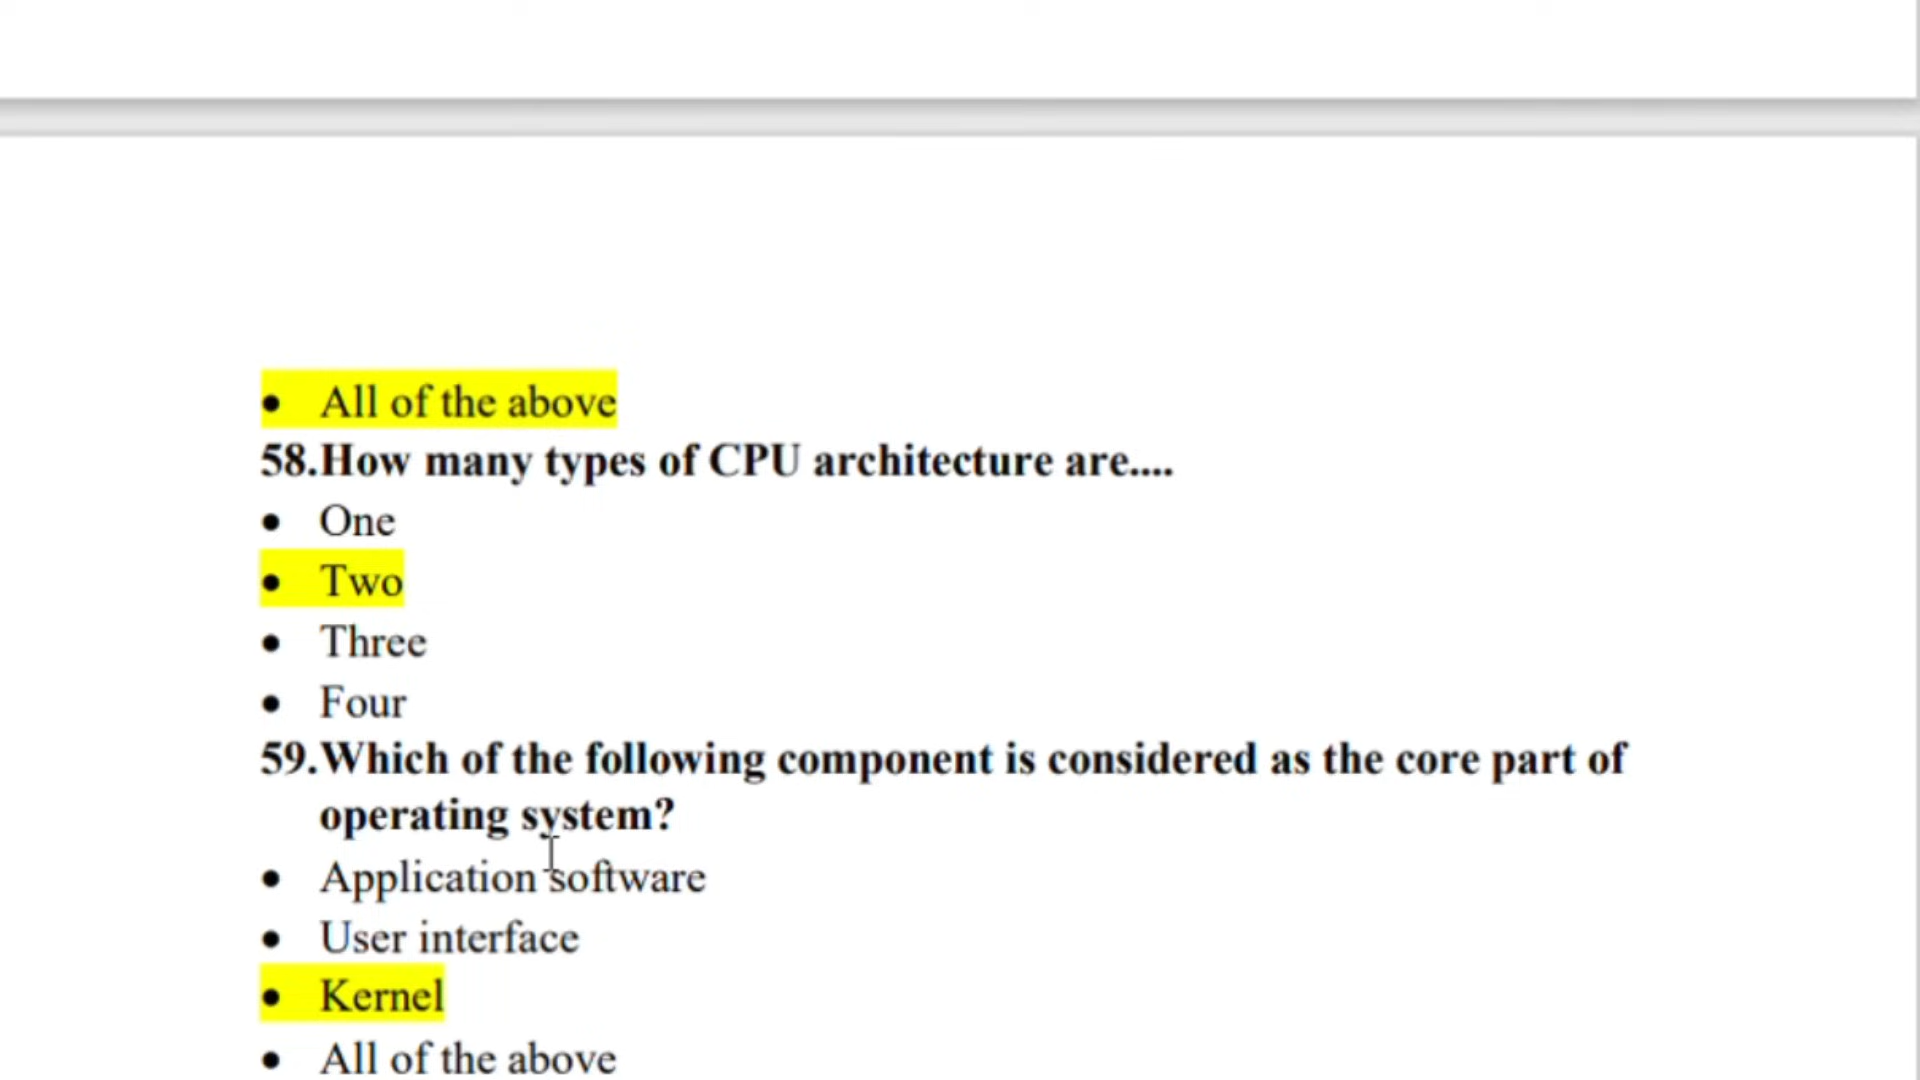 • All of the above
58.How many types of CPU architecture are....
• One
• Two
• Three
• Four
59.Which of the following component is considered as the core part of
operating system?
• Application software
• User interface
• Kernel
• All of the above